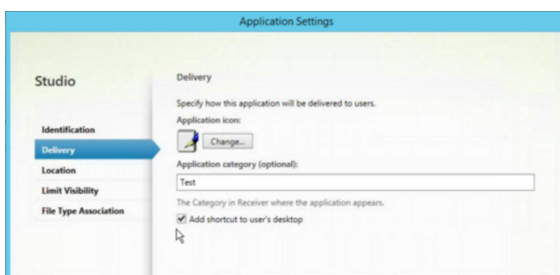 Application Settings
Studio
Identification
Delivery
Location
Limit Visibility
File Type Association
Delivery
Specify how this application will be delivered to users.
Application icon:
Change...
Application category (optional):
Test
The Category in Receiver where the application appears.
Add shortcut to user's desktop